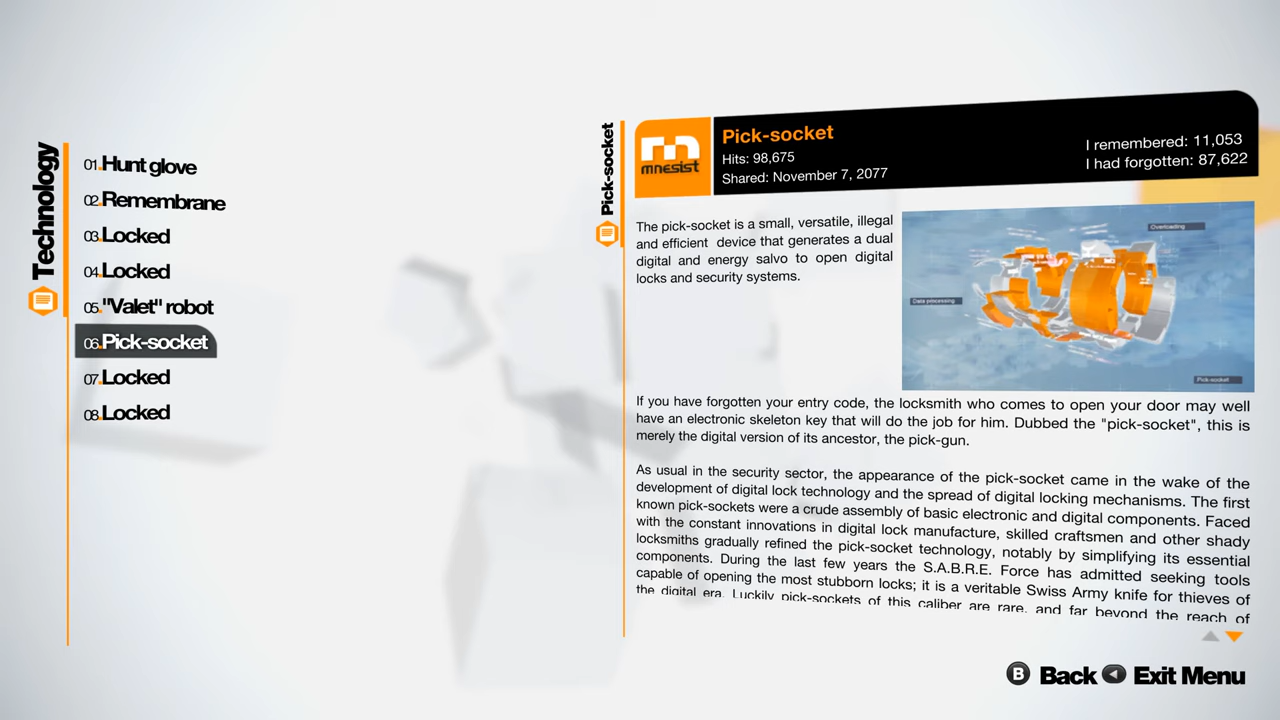 Technology
01.Hunt glove
02.Remembrane
03.Locked
04.Locked
05."Valet" robot
06.Pick-socket
07.Locked
08.Locked
Pick-socket
mnesist
Pick-socket
Hits: 98,675
Shared: November 7, 2077
I remembered: 11,053
I had forgotten: 87,622
The pick-socket is a small, versatile, illegal
and efficient device that generates a dual
digital and energy salvo to open digital
locks and security systems.
Overloading
Data processing
Pick-socket
If you have forgotten your entry code, the locksmith who comes to open your door may well
have an electronic skeleton key that will do the job for him. Dubbed the "pick-socket", this is
merely the digital version of its ancestor, the pick-gun.
As usual in the security sector, the appearance of the pick-socket came in the wake of the
development of digital lock technology and the spread of digital locking mechanisms. The first
known pick-sockets were a crude assembly of basic electronic and digital components. Faced
with the constant innovations in digital lock manufacture, skilled craftsmen and other shady
locksmiths gradually refined the pick-socket technology, notably by simplifying its essential
components. During the last few years the S.A.B.R.E. Force has admitted seeking tools
capable of opening the most stubborn locks; it is a veritable Swiss Army knife for thieves of
the digital era. Luckily pick-sockets of this caliber are rare, and far beyond the reach of
B Back Exit Menu